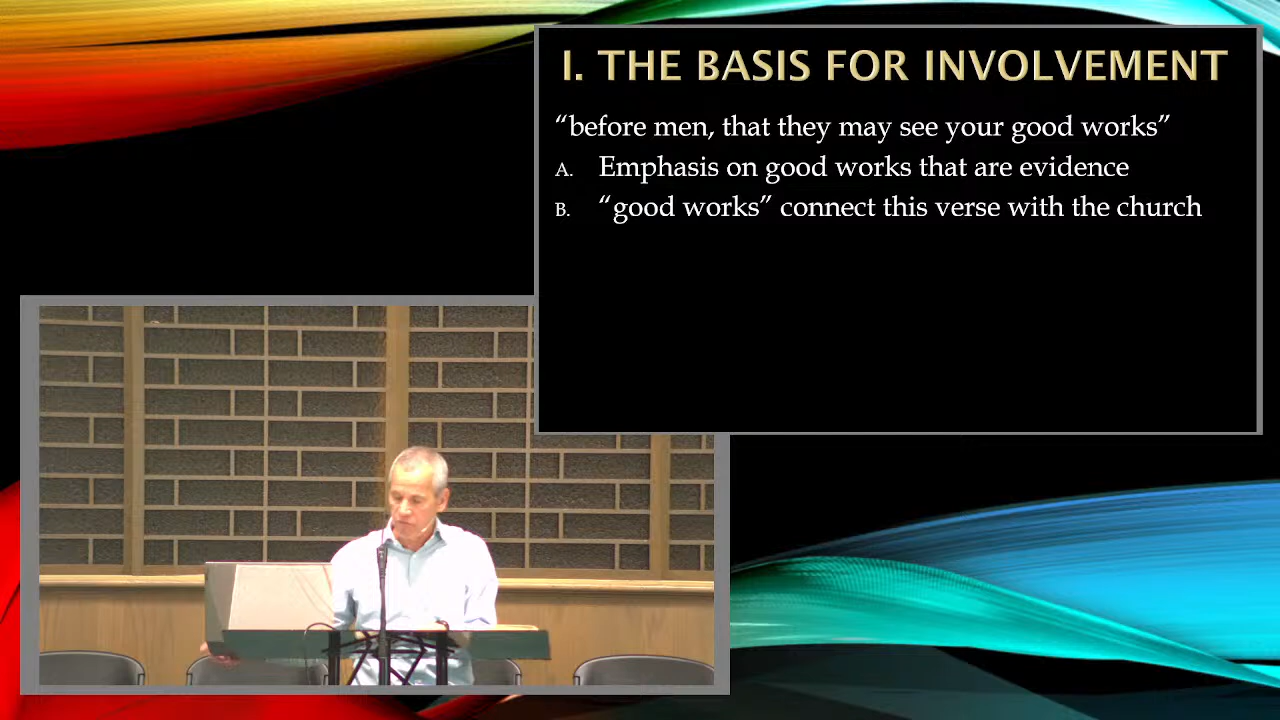 I. THE BASIS FOR INVOLVEMENT
“before men, that they may see your good works”
A. Emphasis on good works that are evidence
B. “good works” connect this verse with the church